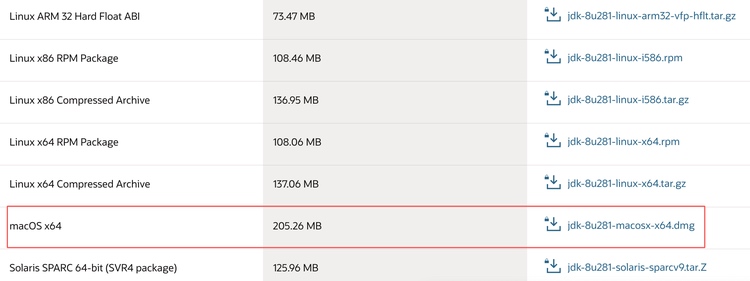 Linux ARM 32 Hard Float ABI 73.47 MB jdk-8u281-linux-arm32-vfp-hflt.tar.gz
Linux x86 RPM Package 108.46 MB jdk-8u281-linux-i586.rpm
Linux x86 Compressed Archive 136.95 MB jdk-8u281-linux-i586.tar.gz
Linux x64 RPM Package 108.06 MB jdk-8u281-linux-x64.rpm
Linux x64 Compressed Archive 137.06 MB jdk-8u281-linux-x64.tar.gz
macOS x64 205.26 MB jdk-8u281-macosx-x64.dmg
Solaris SPARC 64-bit (SVR4 package) 125.96 MB jdk-8u281-solaris-sparcv9.tar.Z